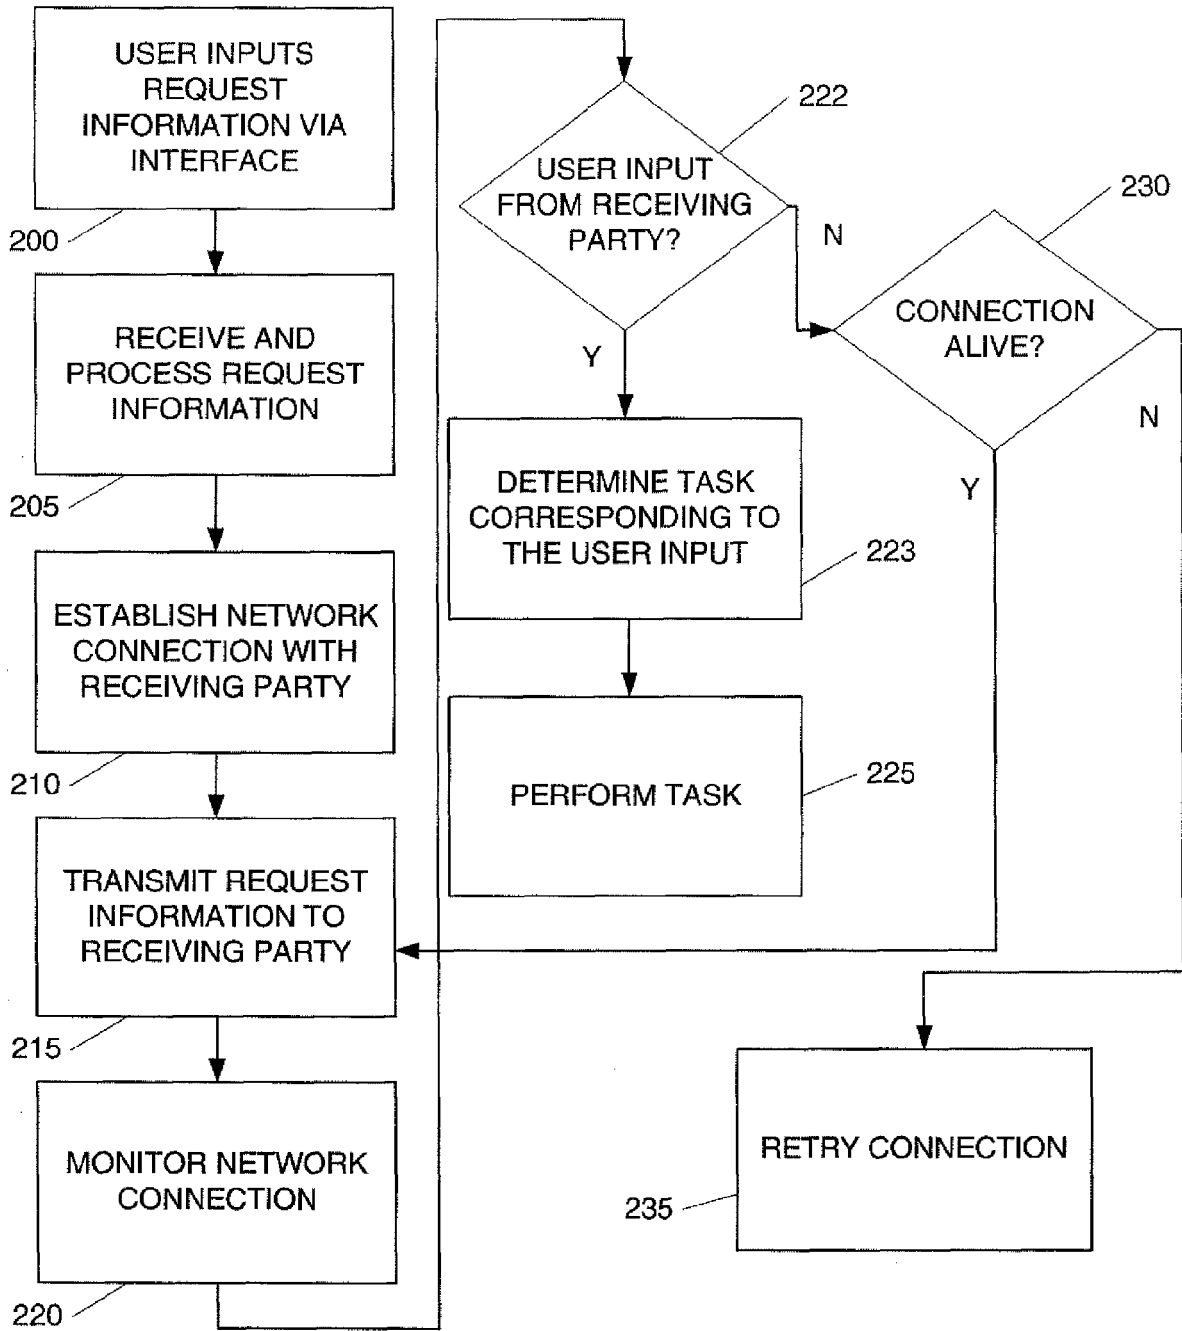 USER INPUTS
REQUEST
INFORMATION VIA
INTERFACE
200
RECEIVE AND
PROCESS REQUEST
INFORMATION
205
ESTABLISH NETWORK
CONNECTION WITH
RECEIVING PARTY
210
TRANSMIT REQUEST
INFORMATION TO
RECEIVING PARTY
215
MONITOR NETWORK
CONNECTION
220
USER INPUT
FROM RECEIVING
PARTY?
222
N
Y
DETERMINE TASK
CORRESPONDING TO
THE USER INPUT
223
PERFORM TASK
225
CONNECTION
ALIVE?
230
N
Y
RETRY CONNECTION
235